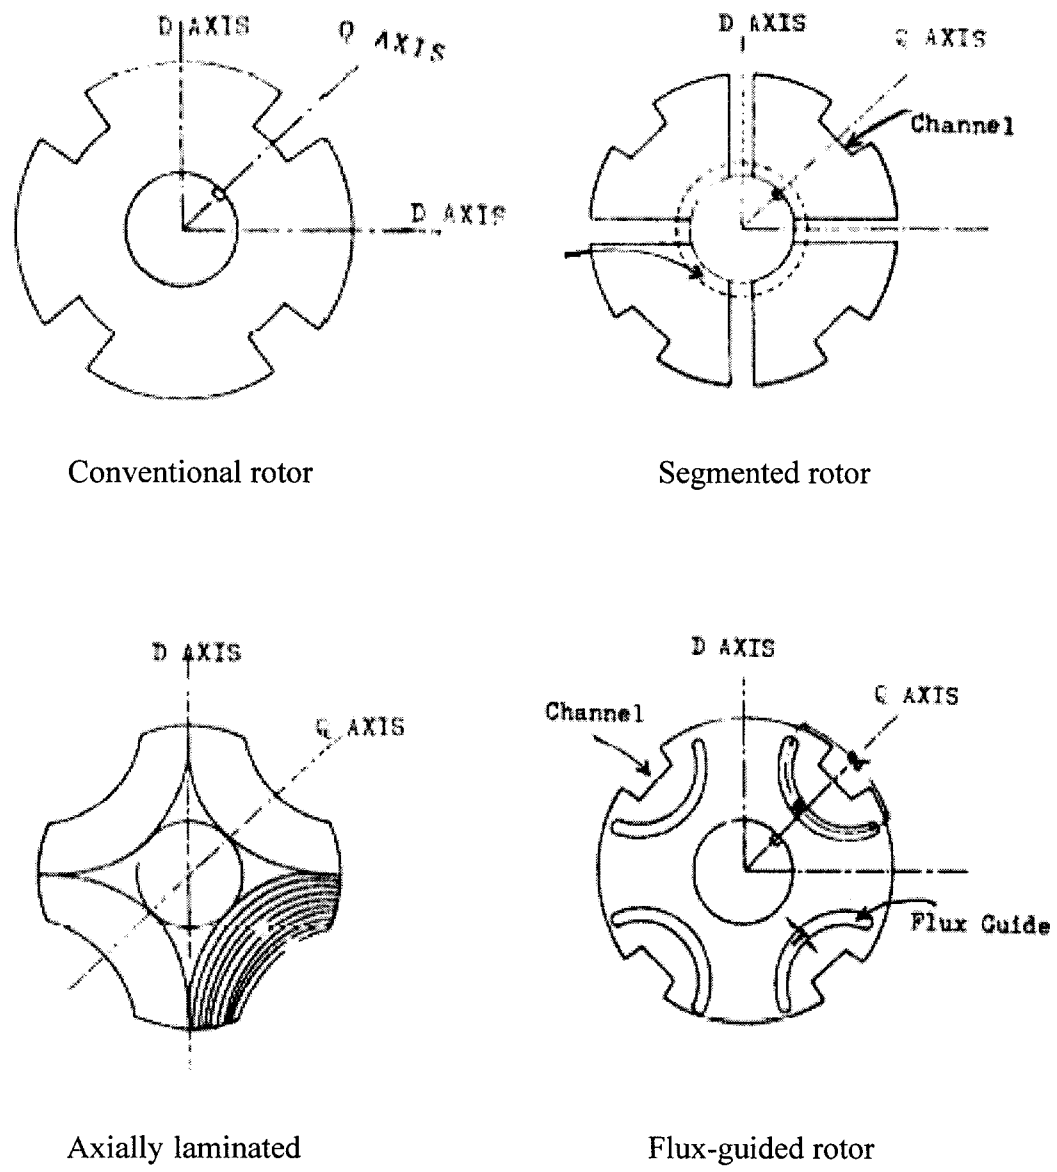 D AXIS
Q AXIS
D AXIS
Conventional rotor
D AXIS
Q AXIS
Channel
Segmented rotor
D AXIS
Q AXIS
Axially laminated
D AXIS
Q AXIS
Channel
Flux Guide
Flux-guided rotor